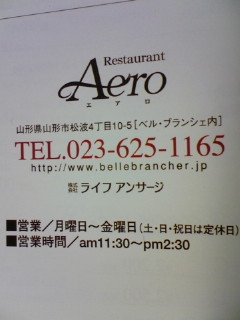 Restaurant
Aero
エアロ
山形県山形市松波4丁目10-5[ベル・ブランシェ内]
TEL.023-625-1165
http://www.bellebrancher.jp
株式会社 ライフ アンサージ
■営業/月曜日〜金曜日(土・日・祝日は定休日)
■営業時間/am11:30〜pm2:30